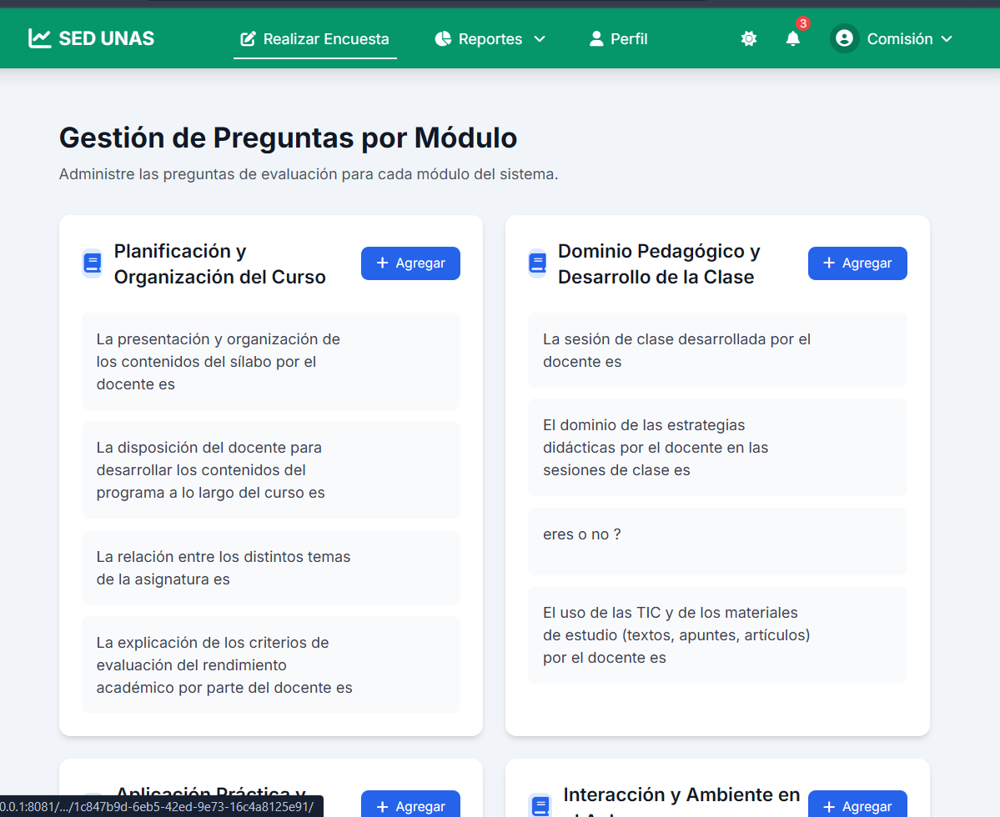 SED UNAS
Realizar Encuesta
Reportes
Perfil
3
Comisión
Gestión de Preguntas por Módulo
Administre las preguntas de evaluación para cada módulo del sistema.
Planificación y
Organización del Curso
+ Agregar
La presentación y organización de
los contenidos del sílabo por el
docente es
La disposición del docente para
desarrollar los contenidos del
programa a lo largo del curso es
La relación entre los distintos temas
de la asignatura es
La explicación de los criterios de
evaluación del rendimiento
académico por parte del docente es
Dominio Pedagógico y
Desarrollo de la Clase
+ Agregar
La sesión de clase desarrollada por el
docente es
El dominio de las estrategias
didácticas por el docente en las
sesiones de clase es
eres o no ?
El uso de las TIC y de los materiales
de estudio (textos, apuntes, artículos)
por el docente es
Aplicación Práctica y
+ Agregar
Interacción y Ambiente en
el Aula
+ Agregar
0.0.1:8081/.../1c847b9d-6eb5-42ed-9e73-16c4a8125e91/